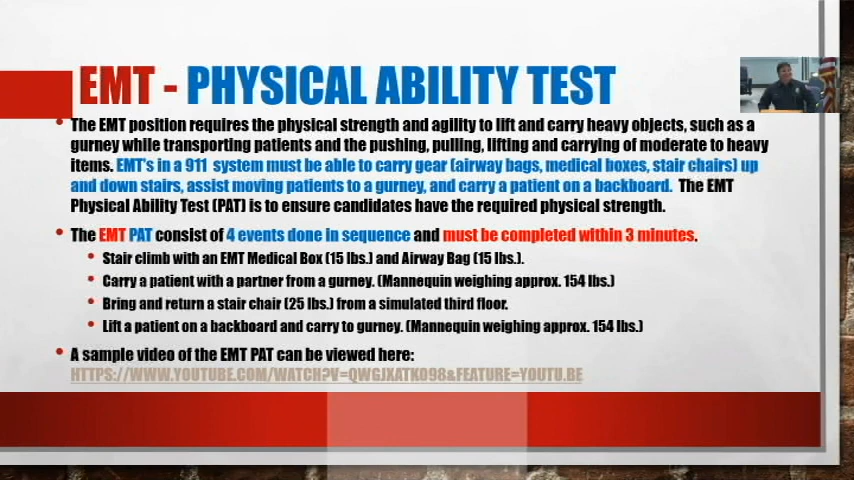 EMT - PHYSICAL ABILITY TEST
• The EMT position requires the physical strength and agility to lift and carry heavy objects, such as a
gurney while transporting patients and the pushing, pulling, lifting and carrying of moderate to heavy
items. EMT's in a 911 system must be able to carry gear (airway bags, medical boxes, stair chairs) up
and down stairs, assist moving patients to a gurney, and carry a patient on a backboard. The EMT
Physical Ability Test (PAT) is to ensure candidates have the required physical strength.
• The EMT PAT consist of 4 events done in sequence and must be completed within 3 minutes.
• Stair climb with an EMT Medical Box (15 lbs.) and Airway Bag (15 lbs.).
• Carry a patient with a partner from a gurney. (Mannequin weighing approx. 154 lbs.)
• Bring and return a stair chair (25 lbs.) from a simulated third floor.
• Lift a patient on a backboard and carry to gurney. (Mannequin weighing approx. 154 lbs.)
• A sample video of the EMT PAT can be viewed here:
HTTPS://WWW.YOUTUBE.COM/WATCH?V=QWGJXATKO98&FEATURE=YOUTU.BE